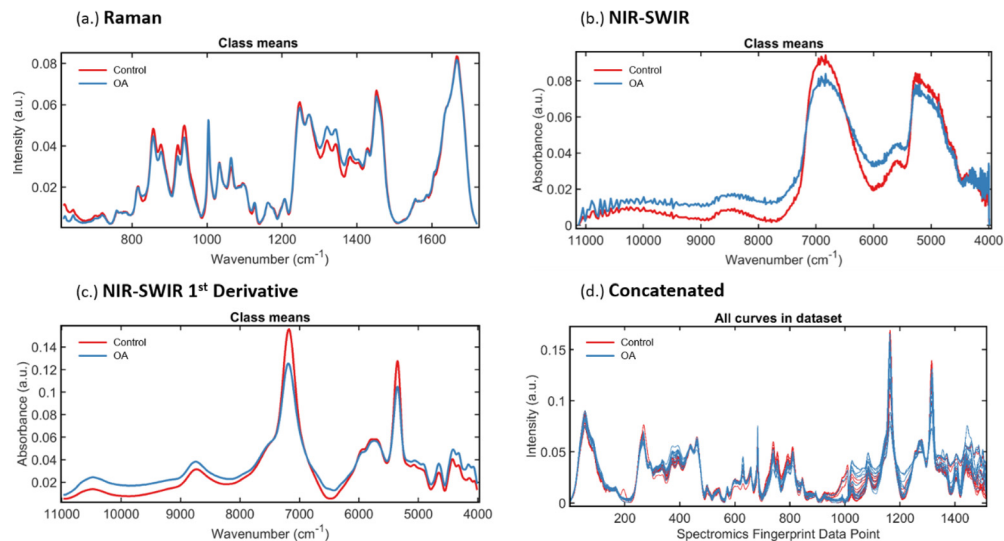 (a.) Raman
Class means
Control
OA
Intensity (a.u.)
0.08
0.06
0.04
0.02
800 1000 1200 1400 1600
Wavenumber (cm⁻¹)
(b.) NIR-SWIR
Class means
Control
OA
Absorbance (a.u.)
0.08
0.06
0.04
0.02
0
11000 10000 9000 8000 7000 6000 5000 4000
Wavenumber (cm⁻¹)
(c.) NIR-SWIR 1st Derivative
Class means
Control
OA
Absorbance (a.u.)
0.14
0.12
0.1
0.08
0.06
0.04
0.02
11000 10000 9000 8000 7000 6000 5000 4000
Wavenumber (cm⁻¹)
(d.) Concatenated
All curves in dataset
Control
OA
Intensity (a.u.)
0.15
0.1
0.05
0
200 400 600 800 1000 1200 1400
Spectromics Fingerprint Data Point